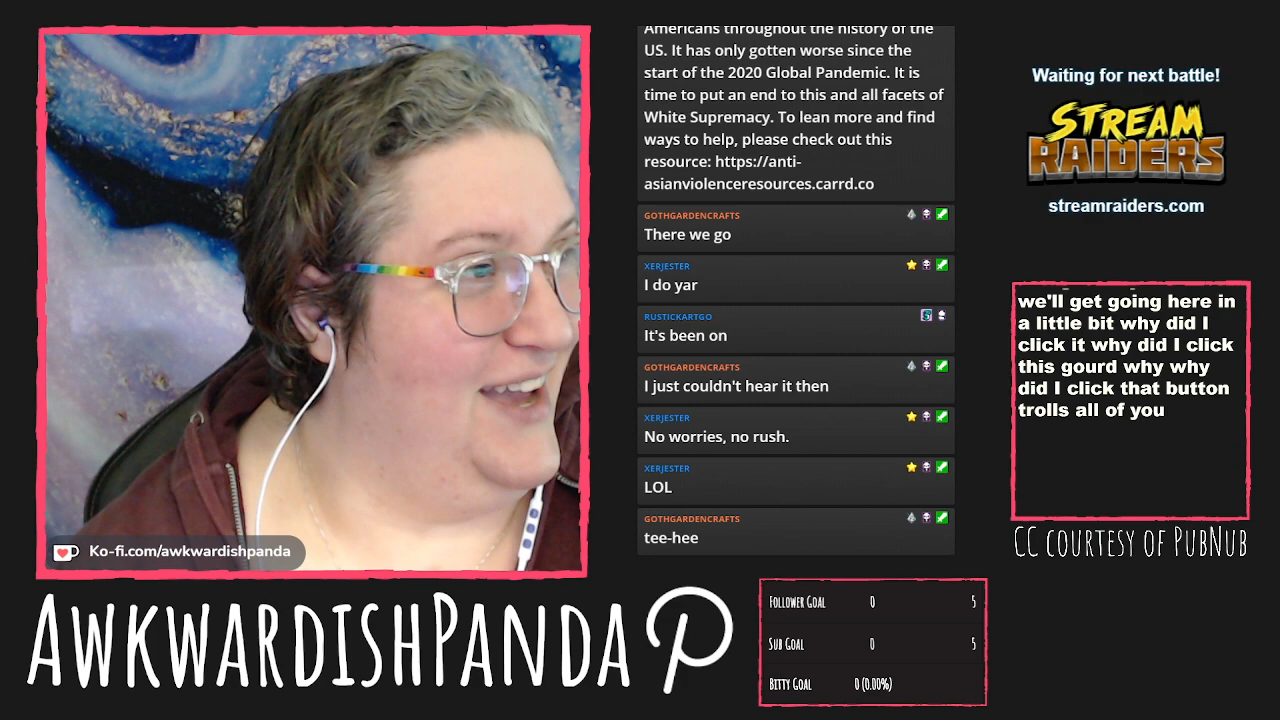 Americans throughout the history of the
US. It has only gotten worse since the
start of the 2020 Global Pandemic. It is
time to put an end to this and all facets of
White Supremacy. To lean more and find
ways to help, please check out this
resource: https://anti-
asianviolenceresources.carrd.co
GOTHGARDENCRAFTS
There we go
XERJESTER
I do yar
RUSTICKARTGO
It's been on
GOTHGARDENCRAFTS
I just couldn't hear it then
XERJESTER
No worries, no rush.
XERJESTER
LOL
GOTHGARDENCRAFTS
tee-hee
Waiting for next battle!
STREAM
RAIDERS
streamraiders.com
we'll get going here in
a little bit why did I
click it why did I click
this gourd why why
did I click that button
trolls all of you
CC COURTESY OF PUBNUB
Ko-fi.com/awkwardishpanda
AWKWARDISHPANDA
FOLLOWER GOAL 0 5
SUB GOAL 0 5
BITTY GOAL 0 (0.00%)